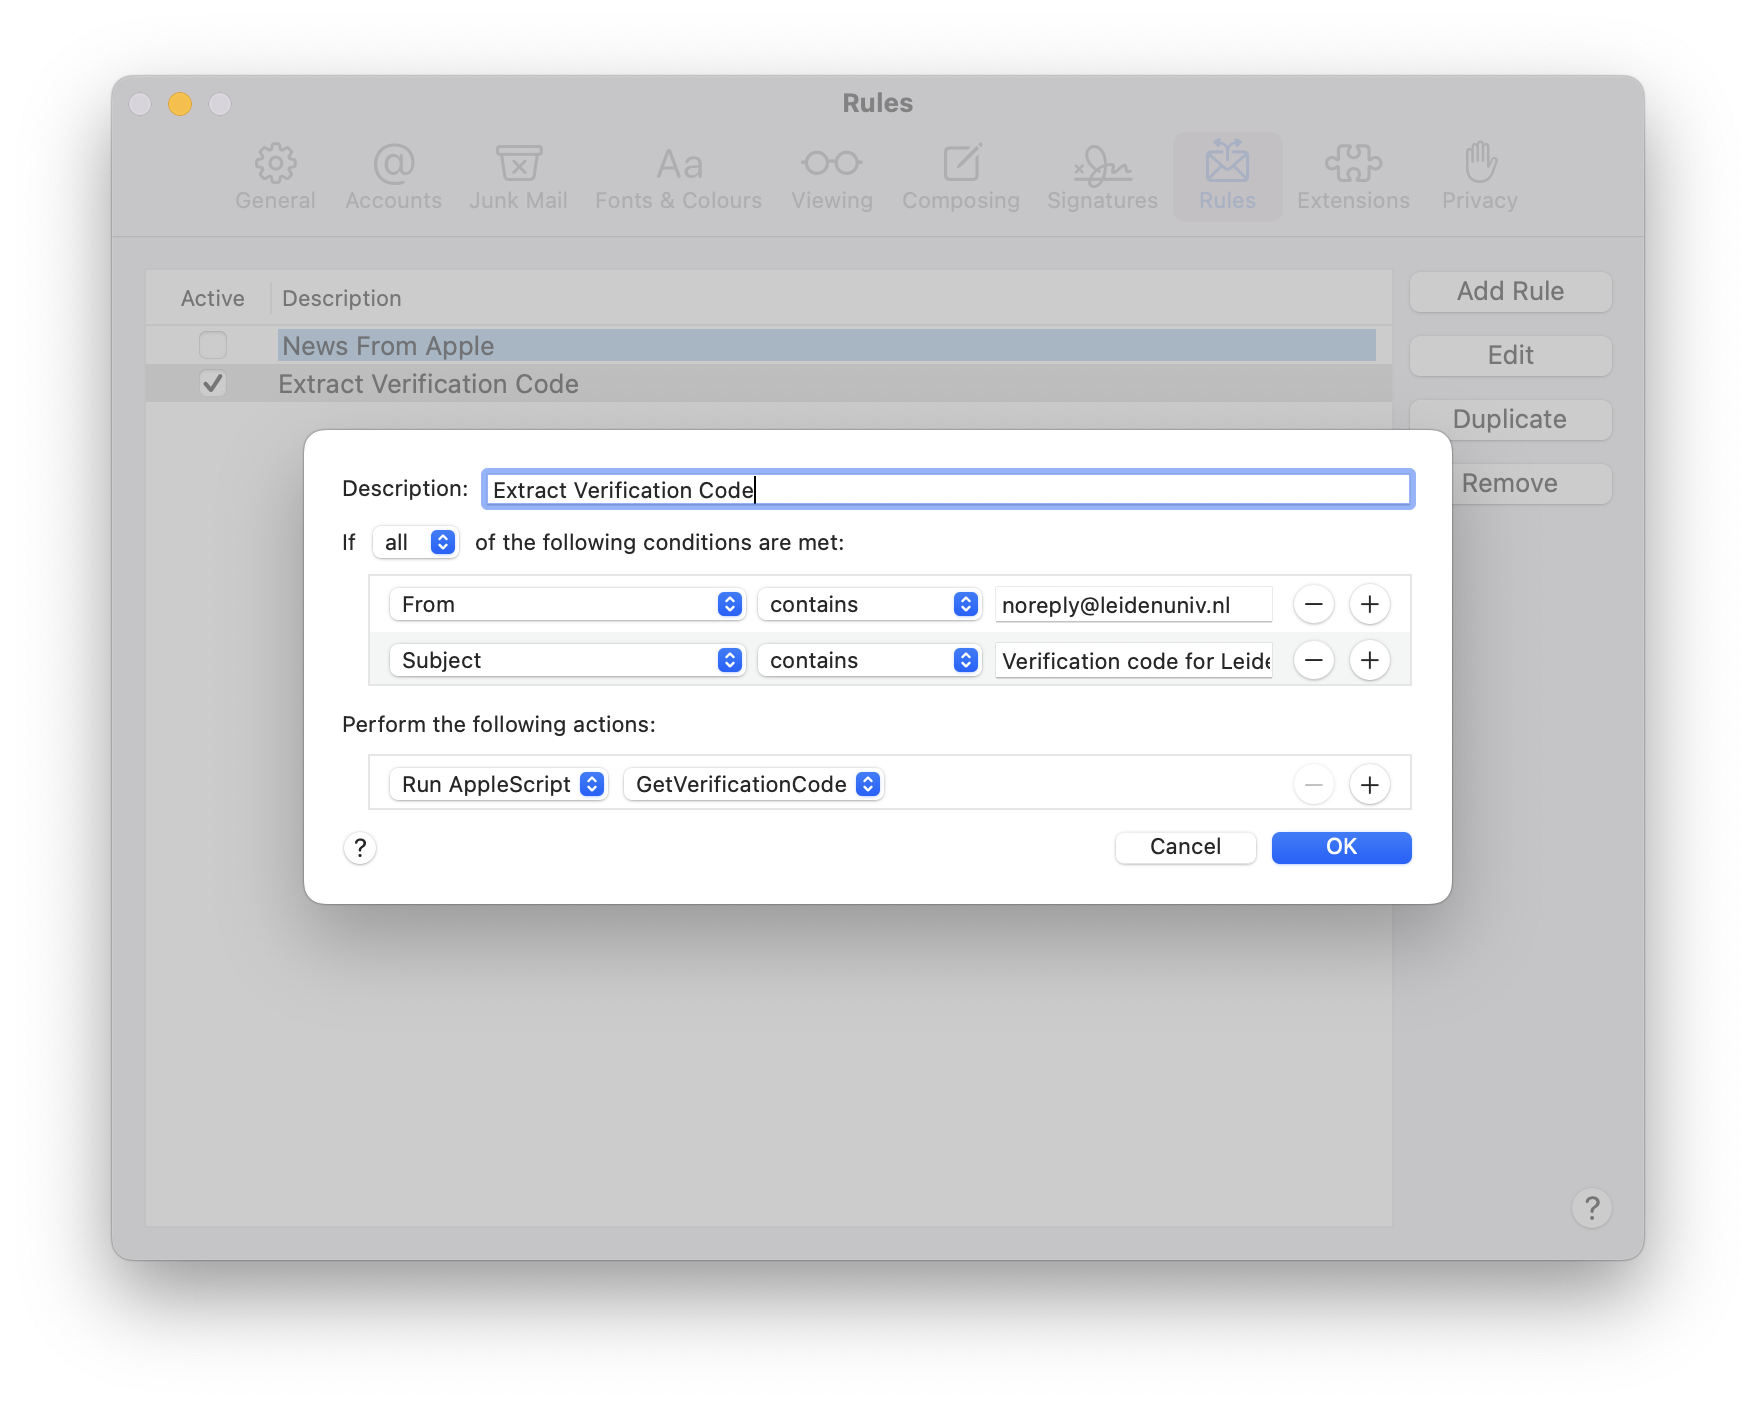 Rules
General Accounts Junk Mail Fonts & Colours Viewing Composing Signatures Rules Extensions Privacy
Active Description
News From Apple
Extract Verification Code
Add Rule
Edit
Duplicate
Remove
Description: Extract Verification Code
If all of the following conditions are met:
From contains noreply@leidenuniv.nl
Subject contains Verification code for Leide
Perform the following actions:
Run AppleScript GetVerificationCode
? Cancel OK
?